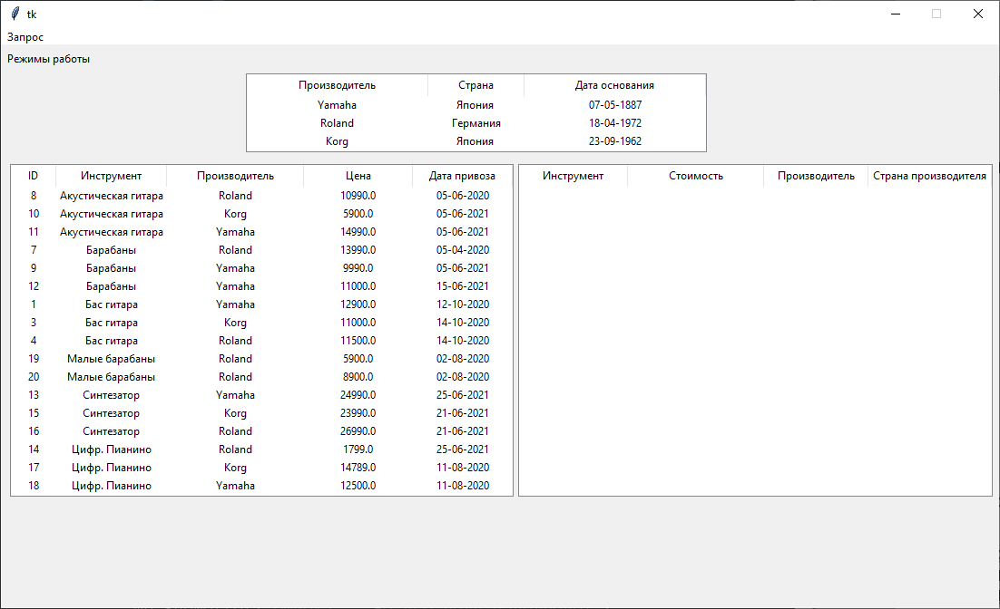 tk
Запрос
Режимы работы
Производитель Страна Дата основания
Yamaha Япония 07-05-1887
Roland Германия 18-04-1972
Korg Япония 23-09-1962
ID Инструмент Производитель Цена Дата привоза
8 Акустическая гитара Roland 10990.0 05-06-2020
10 Акустическая гитара Korg 5900.0 05-06-2021
11 Акустическая гитара Yamaha 14990.0 05-06-2021
7 Барабаны Roland 13990.0 05-04-2020
9 Барабаны Yamaha 9990.0 05-06-2021
12 Барабаны Yamaha 11000.0 15-06-2021
1 Бас гитара Yamaha 12900.0 12-10-2020
3 Бас гитара Korg 11000.0 14-10-2020
4 Бас гитара Roland 11500.0 14-10-2020
19 Малые барабаны Roland 5900.0 02-08-2020
20 Малые барабаны Roland 8900.0 02-08-2020
13 Синтезатор Yamaha 24990.0 25-06-2021
15 Синтезатор Korg 23990.0 21-06-2021
16 Синтезатор Roland 26990.0 21-06-2021
14 Цифр. Пианино Roland 1799.0 25-06-2021
17 Цифр. Пианино Korg 14789.0 11-08-2020
18 Цифр. Пианино Yamaha 12500.0 11-08-2020
Инструмент Стоимость Производитель Страна производителя